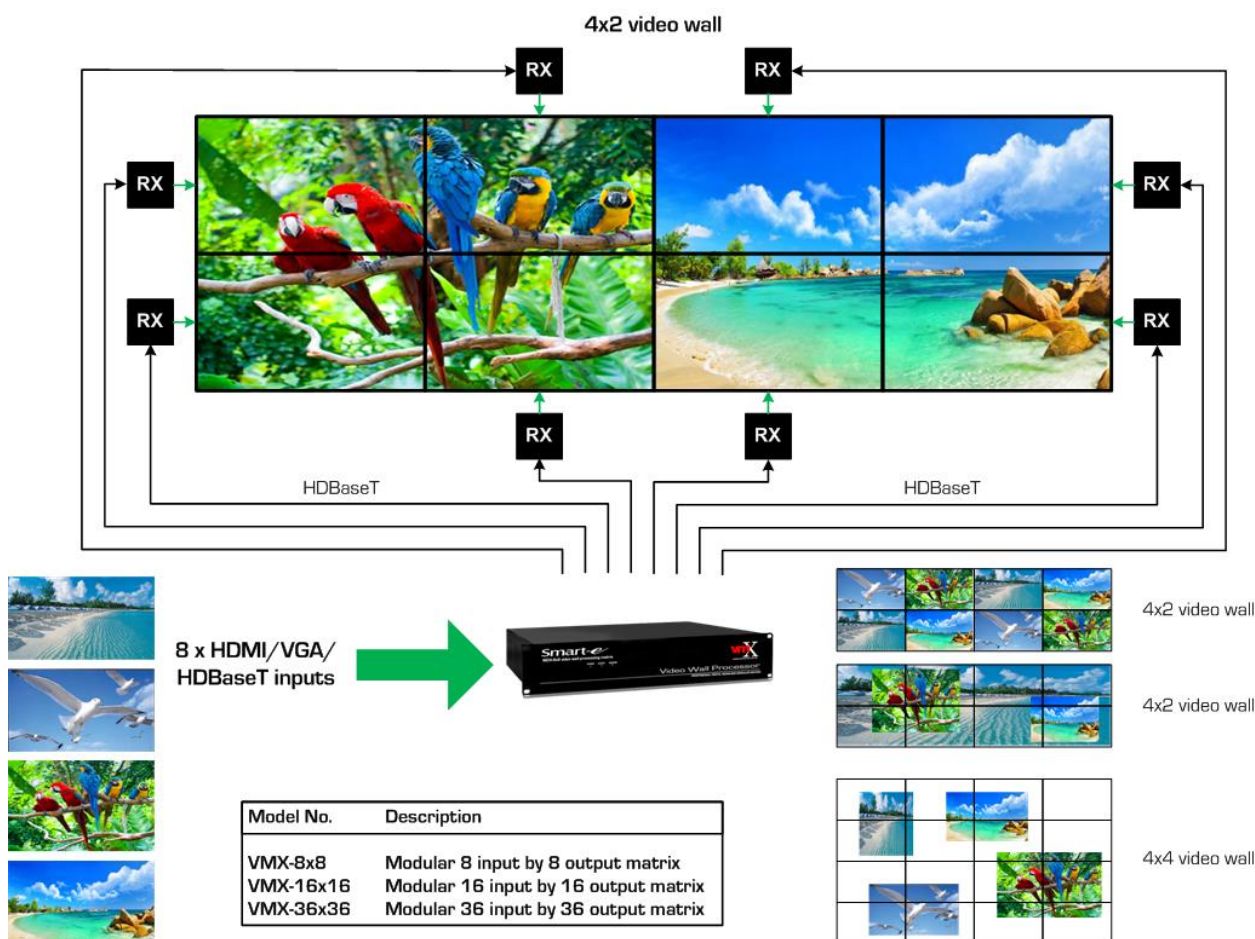 4x2 video wall
RX
RX
RX
RX
RX
RX
RX
RX
HDBaseT
HDBaseT
8 x HDMI/VGA/
HDBaseT inputs
Smart-e
VMX
Video Wall Processor
4x2 video wall
4x2 video wall
4x4 video wall
Model No. Description
VMX-8x8 Modular 8 input by 8 output matrix
VMX-16x16 Modular 16 input by 16 output matrix
VMX-36x36 Modular 36 input by 36 output matrix